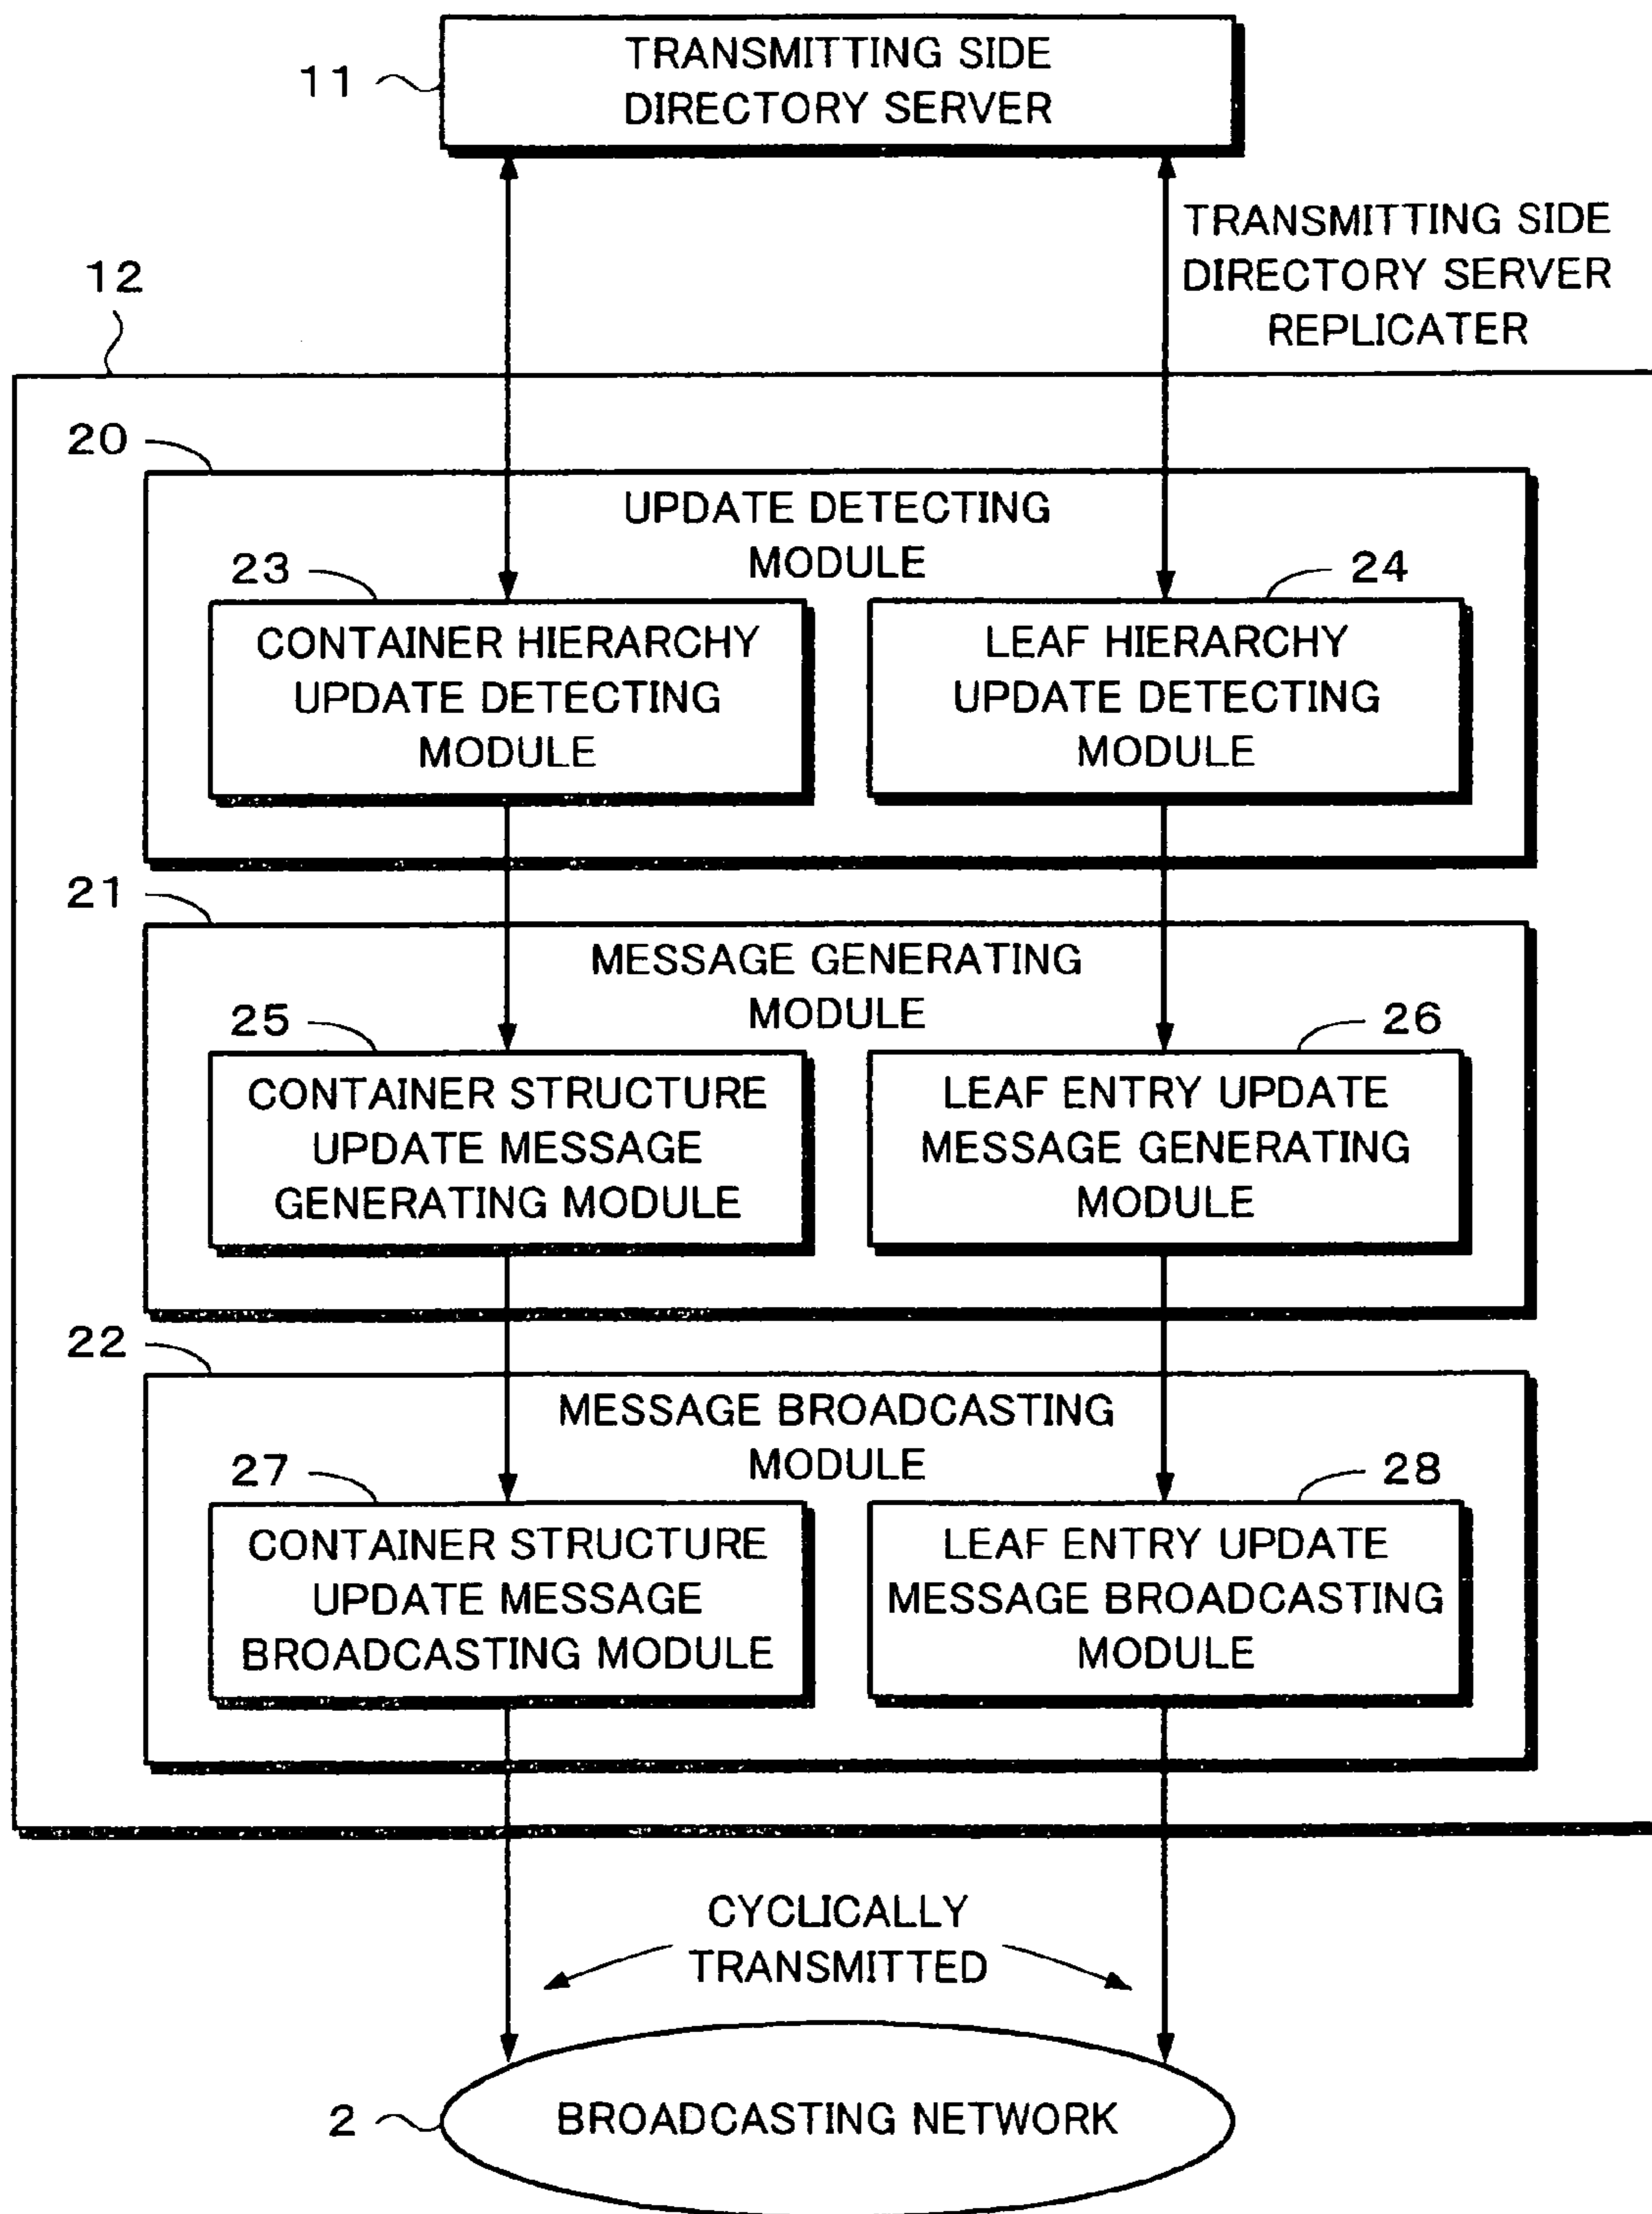 TRANSMITTING SIDE
DIRECTORY SERVER
11
TRANSMITTING SIDE
DIRECTORY SERVER
REPLICATER
12
20
UPDATE DETECTING
MODULE
23
24
CONTAINER HIERARCHY
UPDATE DETECTING
MODULE
LEAF HIERARCHY
UPDATE DETECTING
MODULE
21
MESSAGE GENERATING
MODULE
25
26
CONTAINER STRUCTURE
UPDATE MESSAGE
GENERATING MODULE
LEAF ENTRY UPDATE
MESSAGE GENERATING
MODULE
22
MESSAGE BROADCASTING
MODULE
27
28
CONTAINER STRUCTURE
UPDATE MESSAGE
BROADCASTING MODULE
LEAF ENTRY UPDATE
MESSAGE BROADCASTING
MODULE
CYCLICALLY
TRANSMITTED
2
BROADCASTING NETWORK